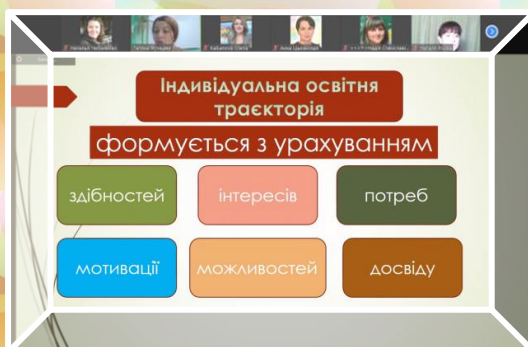 Індивідуальна освітня
траєкторія
формується з урахуванням
здібностей
інтересів
потреб
мотивації
можливостей
досвіду